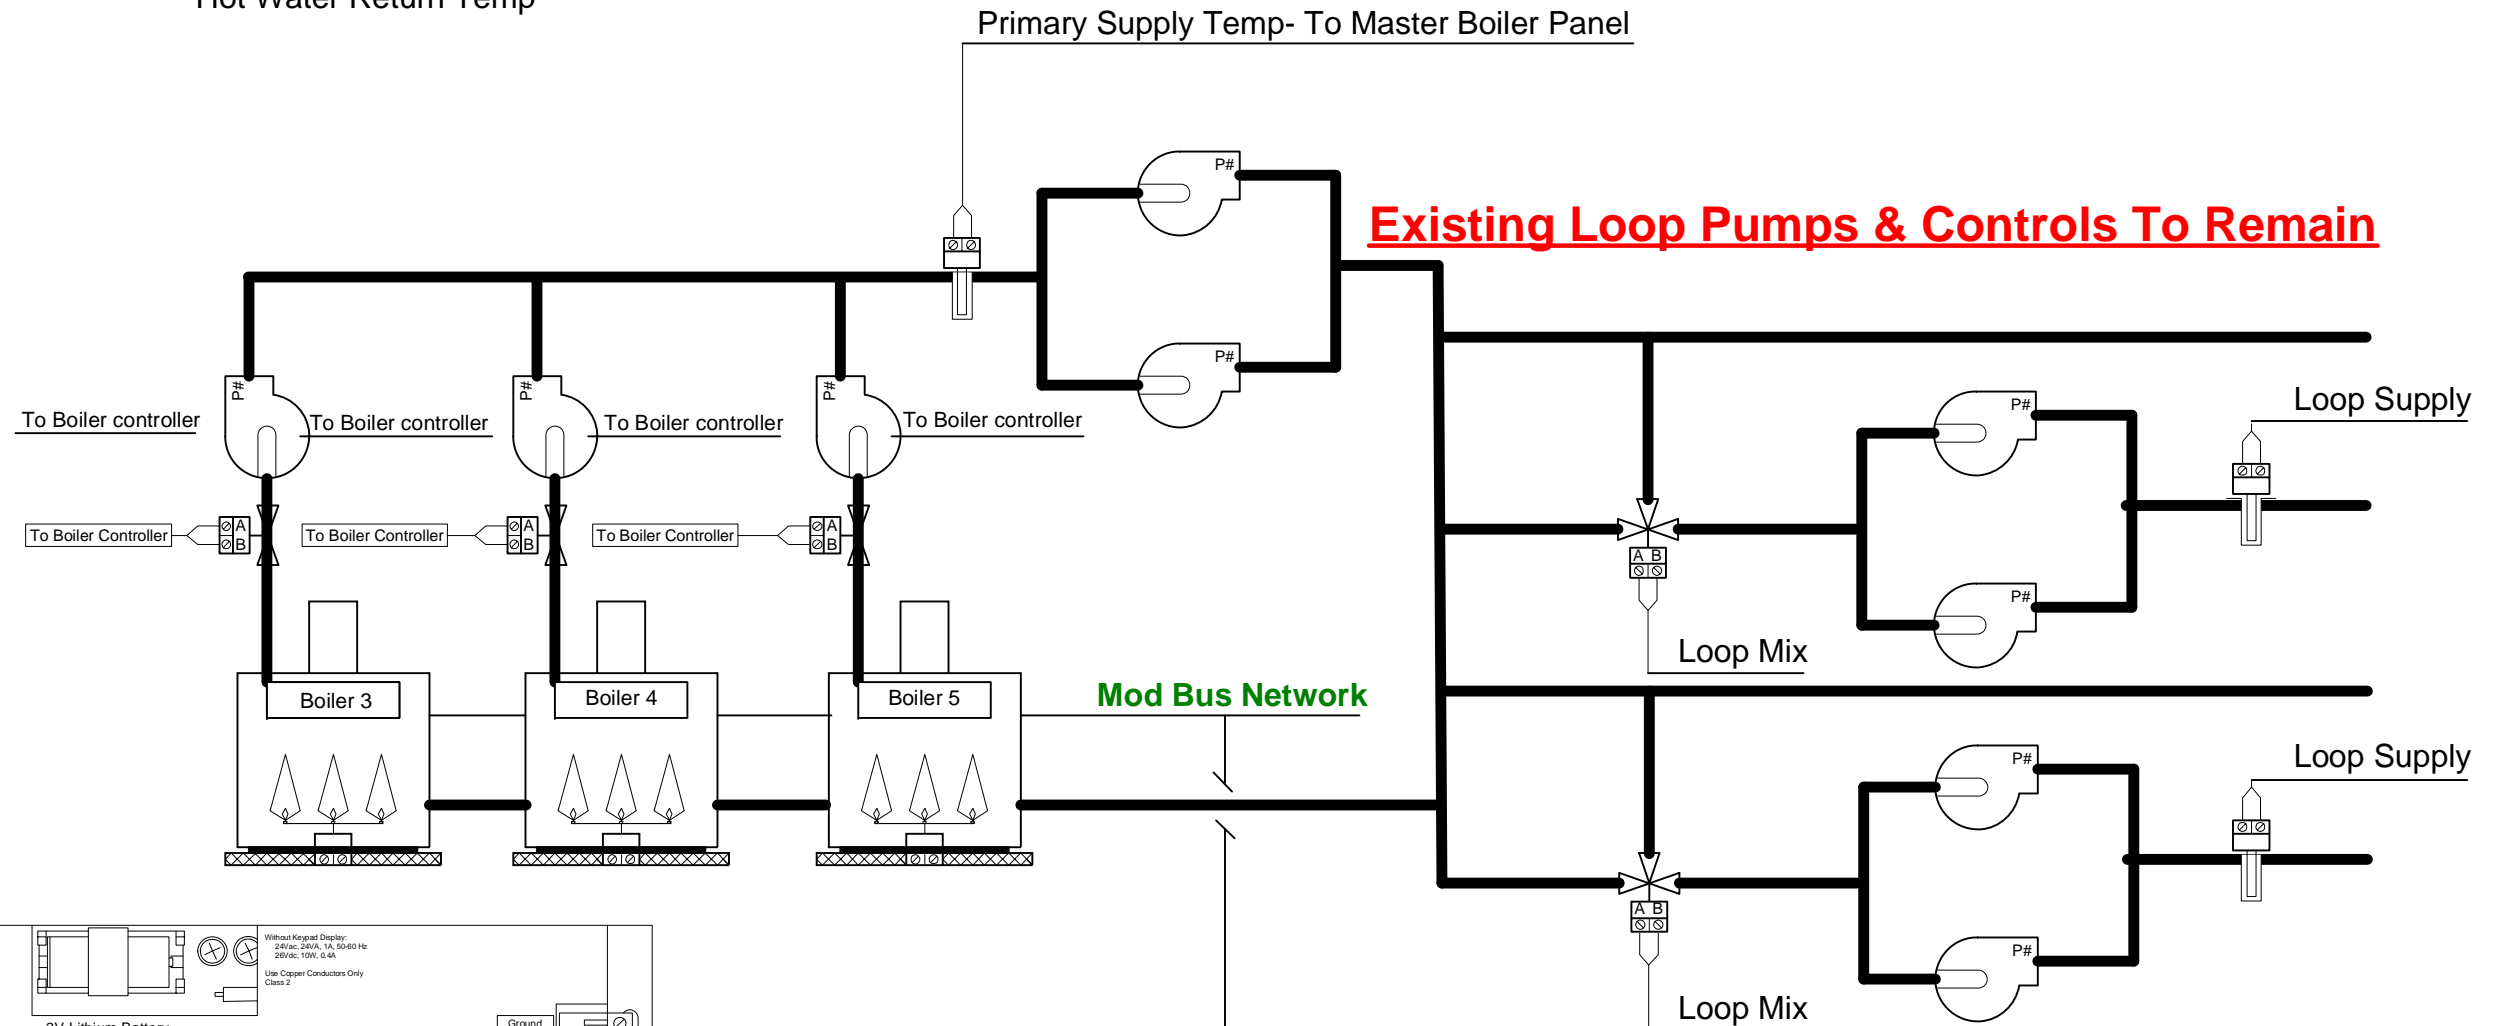 Hot Water Return Temp
Primary Supply Temp- To Master Boiler Panel
P#
Existing Loop Pumps & Controls To Remain
P#
P#
P#
P#
P#
Loop Supply
To Boiler controller
To Boiler controller
To Boiler controller
To Boiler controller
A
B
A
B
A
B
To Boiler Controller
To Boiler Controller
To Boiler Controller
A B
P#
Loop Mix
Boiler 3
Boiler 4
Boiler 5
Mod Bus Network
P#
Loop Supply
A B
P#
Loop Mix
Without Keypad Display:
24Vac, 24VA, 1A, 50-60 Hz
26Vdc, 10W, 0.4A
Use Copper Conductors Only
Class 2
3V Lithium Battery
Ground